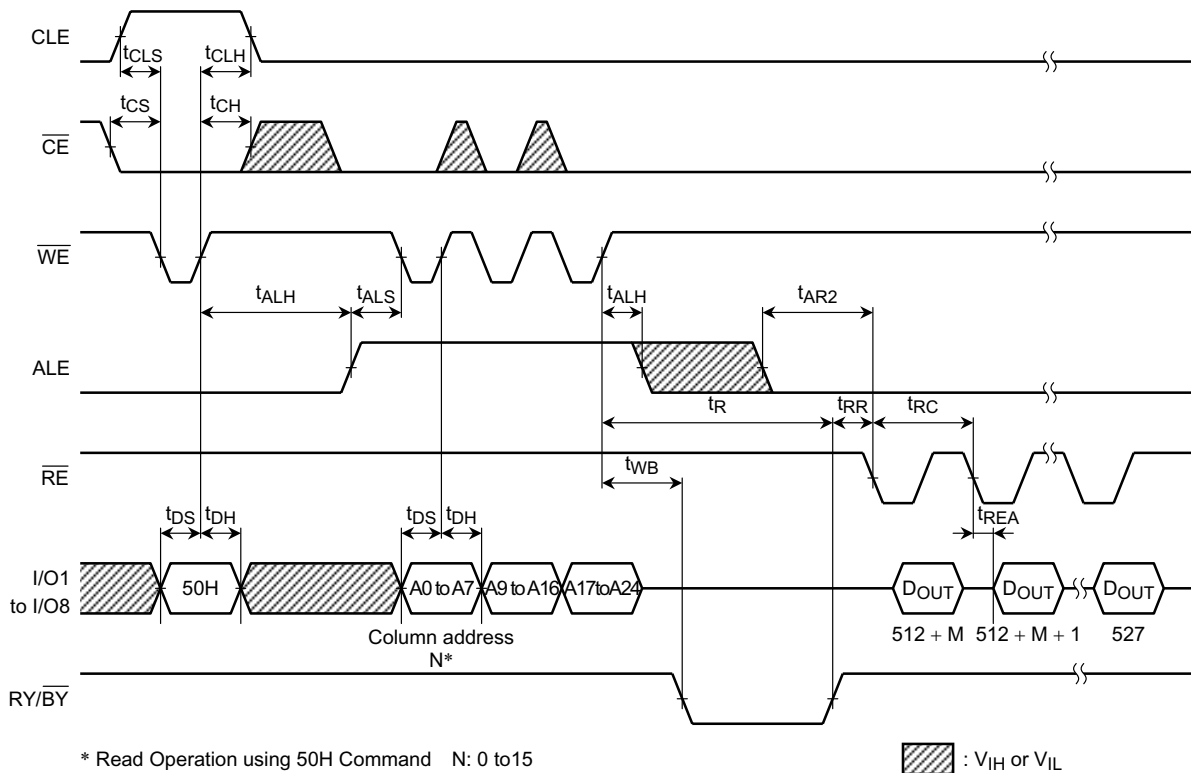 CLE
tCLS tCLH
tCS tCH
CE
WE
tALH tALS tALH tAR2
ALE
tR tRR tRC
tWB
RE
tDS tDH tDS tDH tREA
I/O1
to I/O8
50H A0 to A7 A9 to A16 A17 to A24 DOUT DOUT DOUT
Column address
N*
512 + M 512 + M + 1 527
RY/BY
* Read Operation using 50H Command N: 0 to15
: VIH or VIL